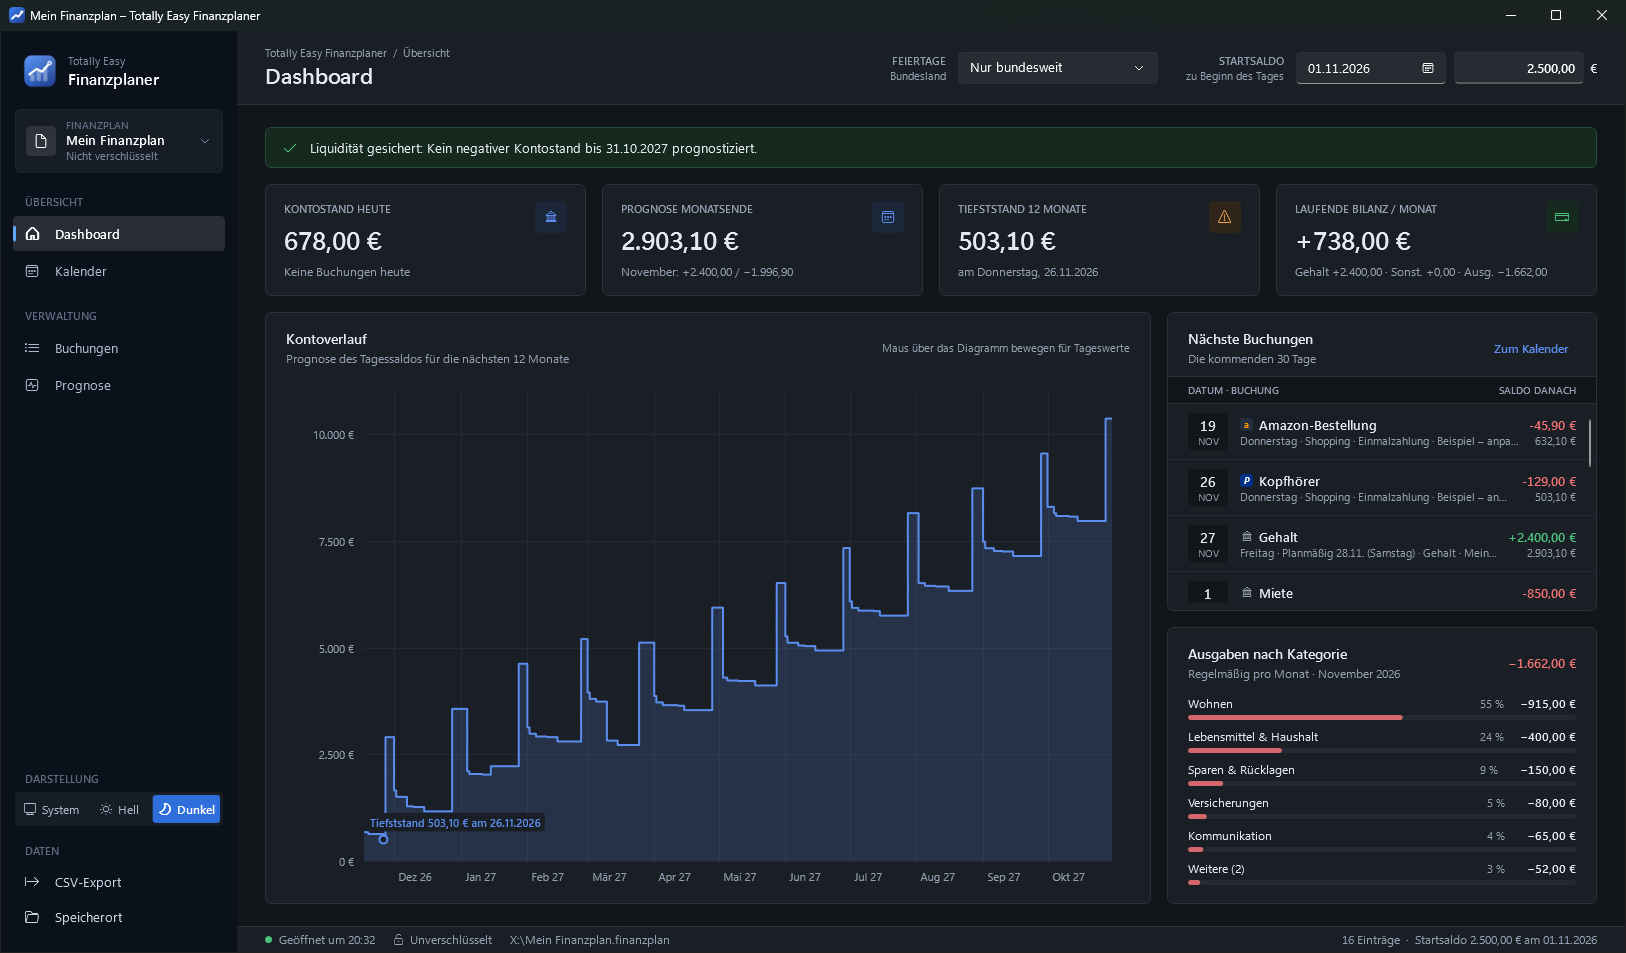 Mein Finanzplan – Totally Easy Finanzplaner
Totally Easy
Finanzplaner
FINANZPLAN
Mein Finanzplan
Nicht verschlüsselt
ÜBERSICHT
Dashboard
Kalender
VERWALTUNG
Buchungen
Prognose
DARSTELLUNG
System
Hell
Dunkel
DATEN
CSV-Export
Speicherort
Totally Easy Finanzplaner / Übersicht
Dashboard
FEIERTAGE
Bundesland
Nur bundesweit
STARTSALDO
zu Beginn des Tages
01.11.2026
2.500,00 €
Liquidität gesichert: Kein negativer Kontostand bis 31.10.2027 prognostiziert.
KONTOSTAND HEUTE
678,00 €
Keine Buchungen heute
PROGNOSE MONATSENDE
2.903,10 €
November: +2.400,00 / −1.996,90
TIEFSTSTAND 12 MONATE
503,10 €
am Donnerstag, 26.11.2026
LAUFENDE BILANZ / MONAT
+738,00 €
Gehalt +2.400,00 · Sonst. +0,00 · Ausg. −1.662,00
Kontoverlauf
Prognose des Tagessaldos für die nächsten 12 Monate
Maus über das Diagramm bewegen für Tageswerte
10.000 €
7.500 €
5.000 €
2.500 €
0 €
Tiefststand 503,10 € am 26.11.2026
Dez 26
Jan 27
Feb 27
Mär 27
Apr 27
Mai 27
Jun 27
Jul 27
Aug 27
Sep 27
Okt 27
Nächste Buchungen
Die kommenden 30 Tage
Zum Kalender
DATUM · BUCHUNG
SALDO DANACH
19 NOV
a Amazon-Bestellung -45,90 €
Donnerstag · Shopping · Einmalzahlung · Beispiel – anpa... 632,10 €
26 NOV
P Kopfhörer -129,00 €
Donnerstag · Shopping · Einmalzahlung · Beispiel – an... 503,10 €
27 NOV
Gehalt +2.400,00 €
Freitag · Planmäßig 28.11. (Samstag) · Gehalt · Mein... 2.903,10 €
1
Miete -850,00 €
Ausgaben nach Kategorie
Regelmäßig pro Monat · November 2026
−1.662,00 €
Wohnen 55 % −915,00 €
Lebensmittel & Haushalt 24 % −400,00 €
Sparen & Rücklagen 9 % −150,00 €
Versicherungen 5 % −80,00 €
Kommunikation 4 % −65,00 €
Weitere (2) 3 % −52,00 €
Geöffnet um 20:32
Unverschlüsselt
X:\Mein Finanzplan.finanzplan
16 Einträge · Startsaldo 2.500,00 € am 01.11.2026